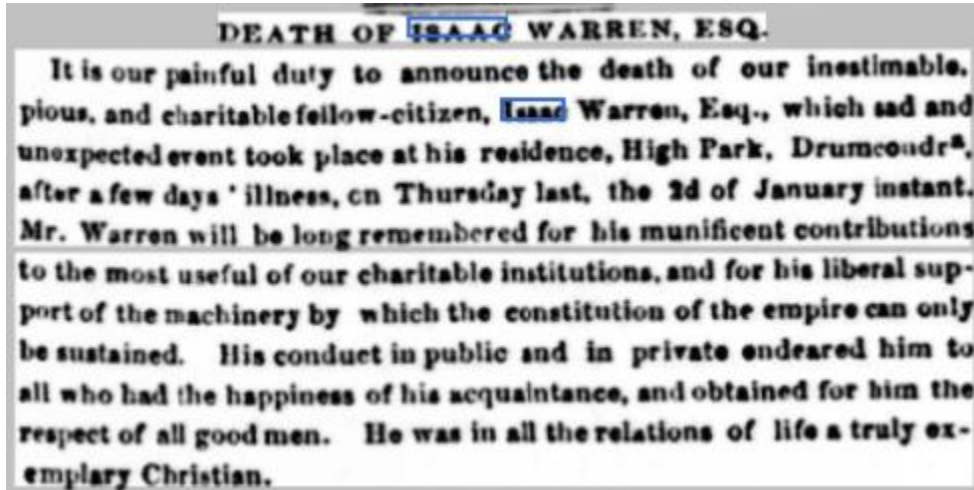 DEATH OF ISAAC WARREN, ESQ.
It is our painful duty to announce the death of our inestimable,
pious, and charitable fellow-citizen, Isaac Warren, Esq., which sad and
unexpected event took place at his residence, High Park, Drumcondra,
after a few days' illness, on Thursday last, the 2d of January instant.
Mr. Warren will be long remembered for his munificent contributions
to the most useful of our charitable institutions, and for his liberal sup-
port of the machinery by which the constitution of the empire can only
be sustained. His conduct in public and in private endeared him to
all who had the happiness of his acquaintance, and obtained for him the
respect of all good men. He was in all the relations of life a truly ex-
emplary Christian.